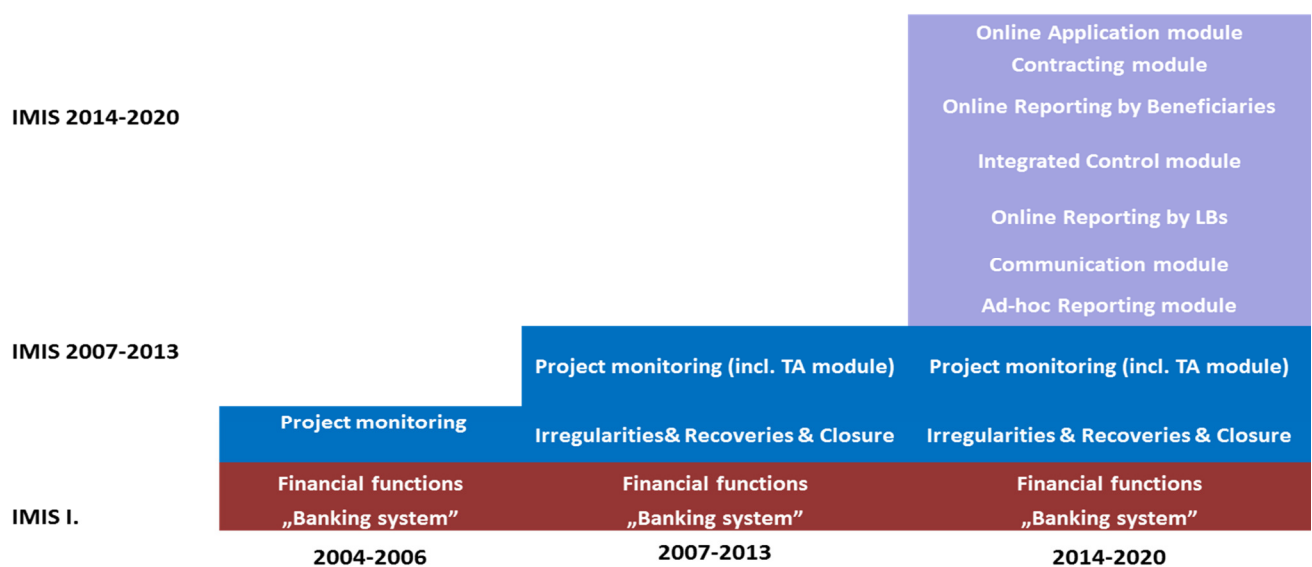 Online Application module
Contracting module
IMIS 2014-2020
Online Reporting by Beneficiaries
Integrated Control module
Online Reporting by LBs
Communication module
Ad-hoc Reporting module
IMIS 2007-2013
Project monitoring (incl. TA module)
Project monitoring (incl. TA module)
Project monitoring
Irregularities& Recoveries & Closure
Irregularities & Recoveries & Closure
Financial functions
Financial functions
Financial functions
IMIS I.
„Banking system”
„Banking system”
„Banking system”
2004-2006
2007-2013
2014-2020